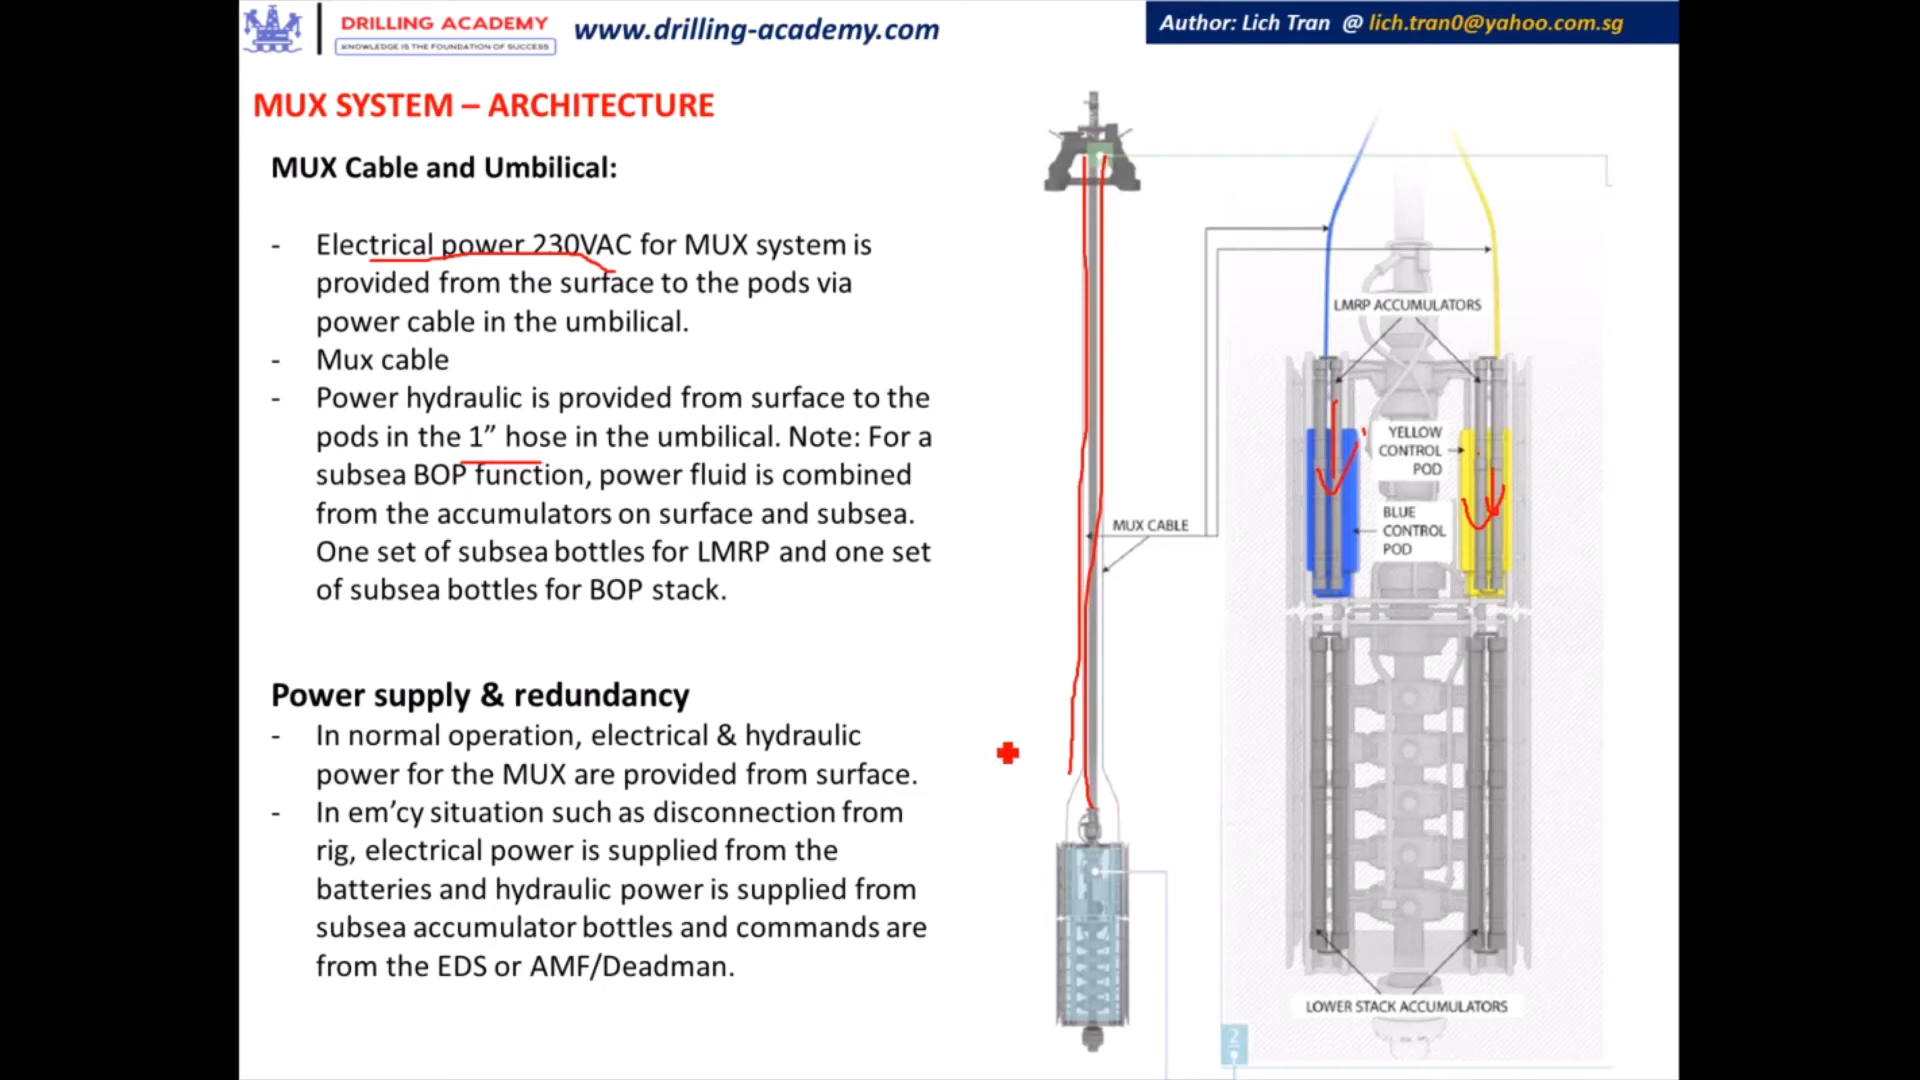 DRILLING ACADEMY
KNOWLEDGE IS THE FOUNDATION OF SUCCESS
www.drilling-academy.com
Author: Lich Tran @ lich.tran0@yahoo.com.sg
MUX SYSTEM – ARCHITECTURE
MUX Cable and Umbilical:
- Electrical power 230VAC for MUX system is
provided from the surface to the pods via
power cable in the umbilical.
- Mux cable
- Power hydraulic is provided from surface to the
pods in the 1” hose in the umbilical. Note: For a
subsea BOP function, power fluid is combined
from the accumulators on surface and subsea.
One set of subsea bottles for LMRP and one set
of subsea bottles for BOP stack.
Power supply & redundancy
- In normal operation, electrical & hydraulic
power for the MUX are provided from surface.
- In em’cy situation such as disconnection from
rig, electrical power is supplied from the
batteries and hydraulic power is supplied from
subsea accumulator bottles and commands are
from the EDS or AMF/Deadman.
MUX CABLE
LMRP ACCUMULATORS
YELLOW
CONTROL
POD
BLUE
CONTROL
POD
LOWER STACK ACCUMULATORS
2